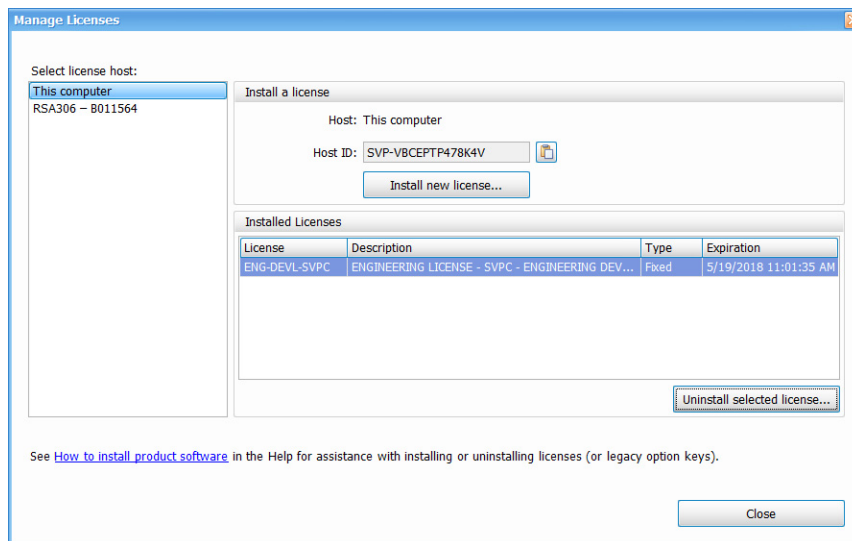 Manage Licenses
Select license host:
This computer
RSA306 – B011564
Install a license
Host: This computer
Host ID: SVP-VBCEPTP478K4V
Install new license...
Installed Licenses
License Description Type Expiration
ENG-DEVL-SVPC ENGINEERING LICENSE - SVPC - ENGINEERING DEV... Fixed 5/19/2018 11:01:35 AM
Uninstall selected license...
See How to install product software in the Help for assistance with installing or uninstalling licenses (or legacy option keys).
Close